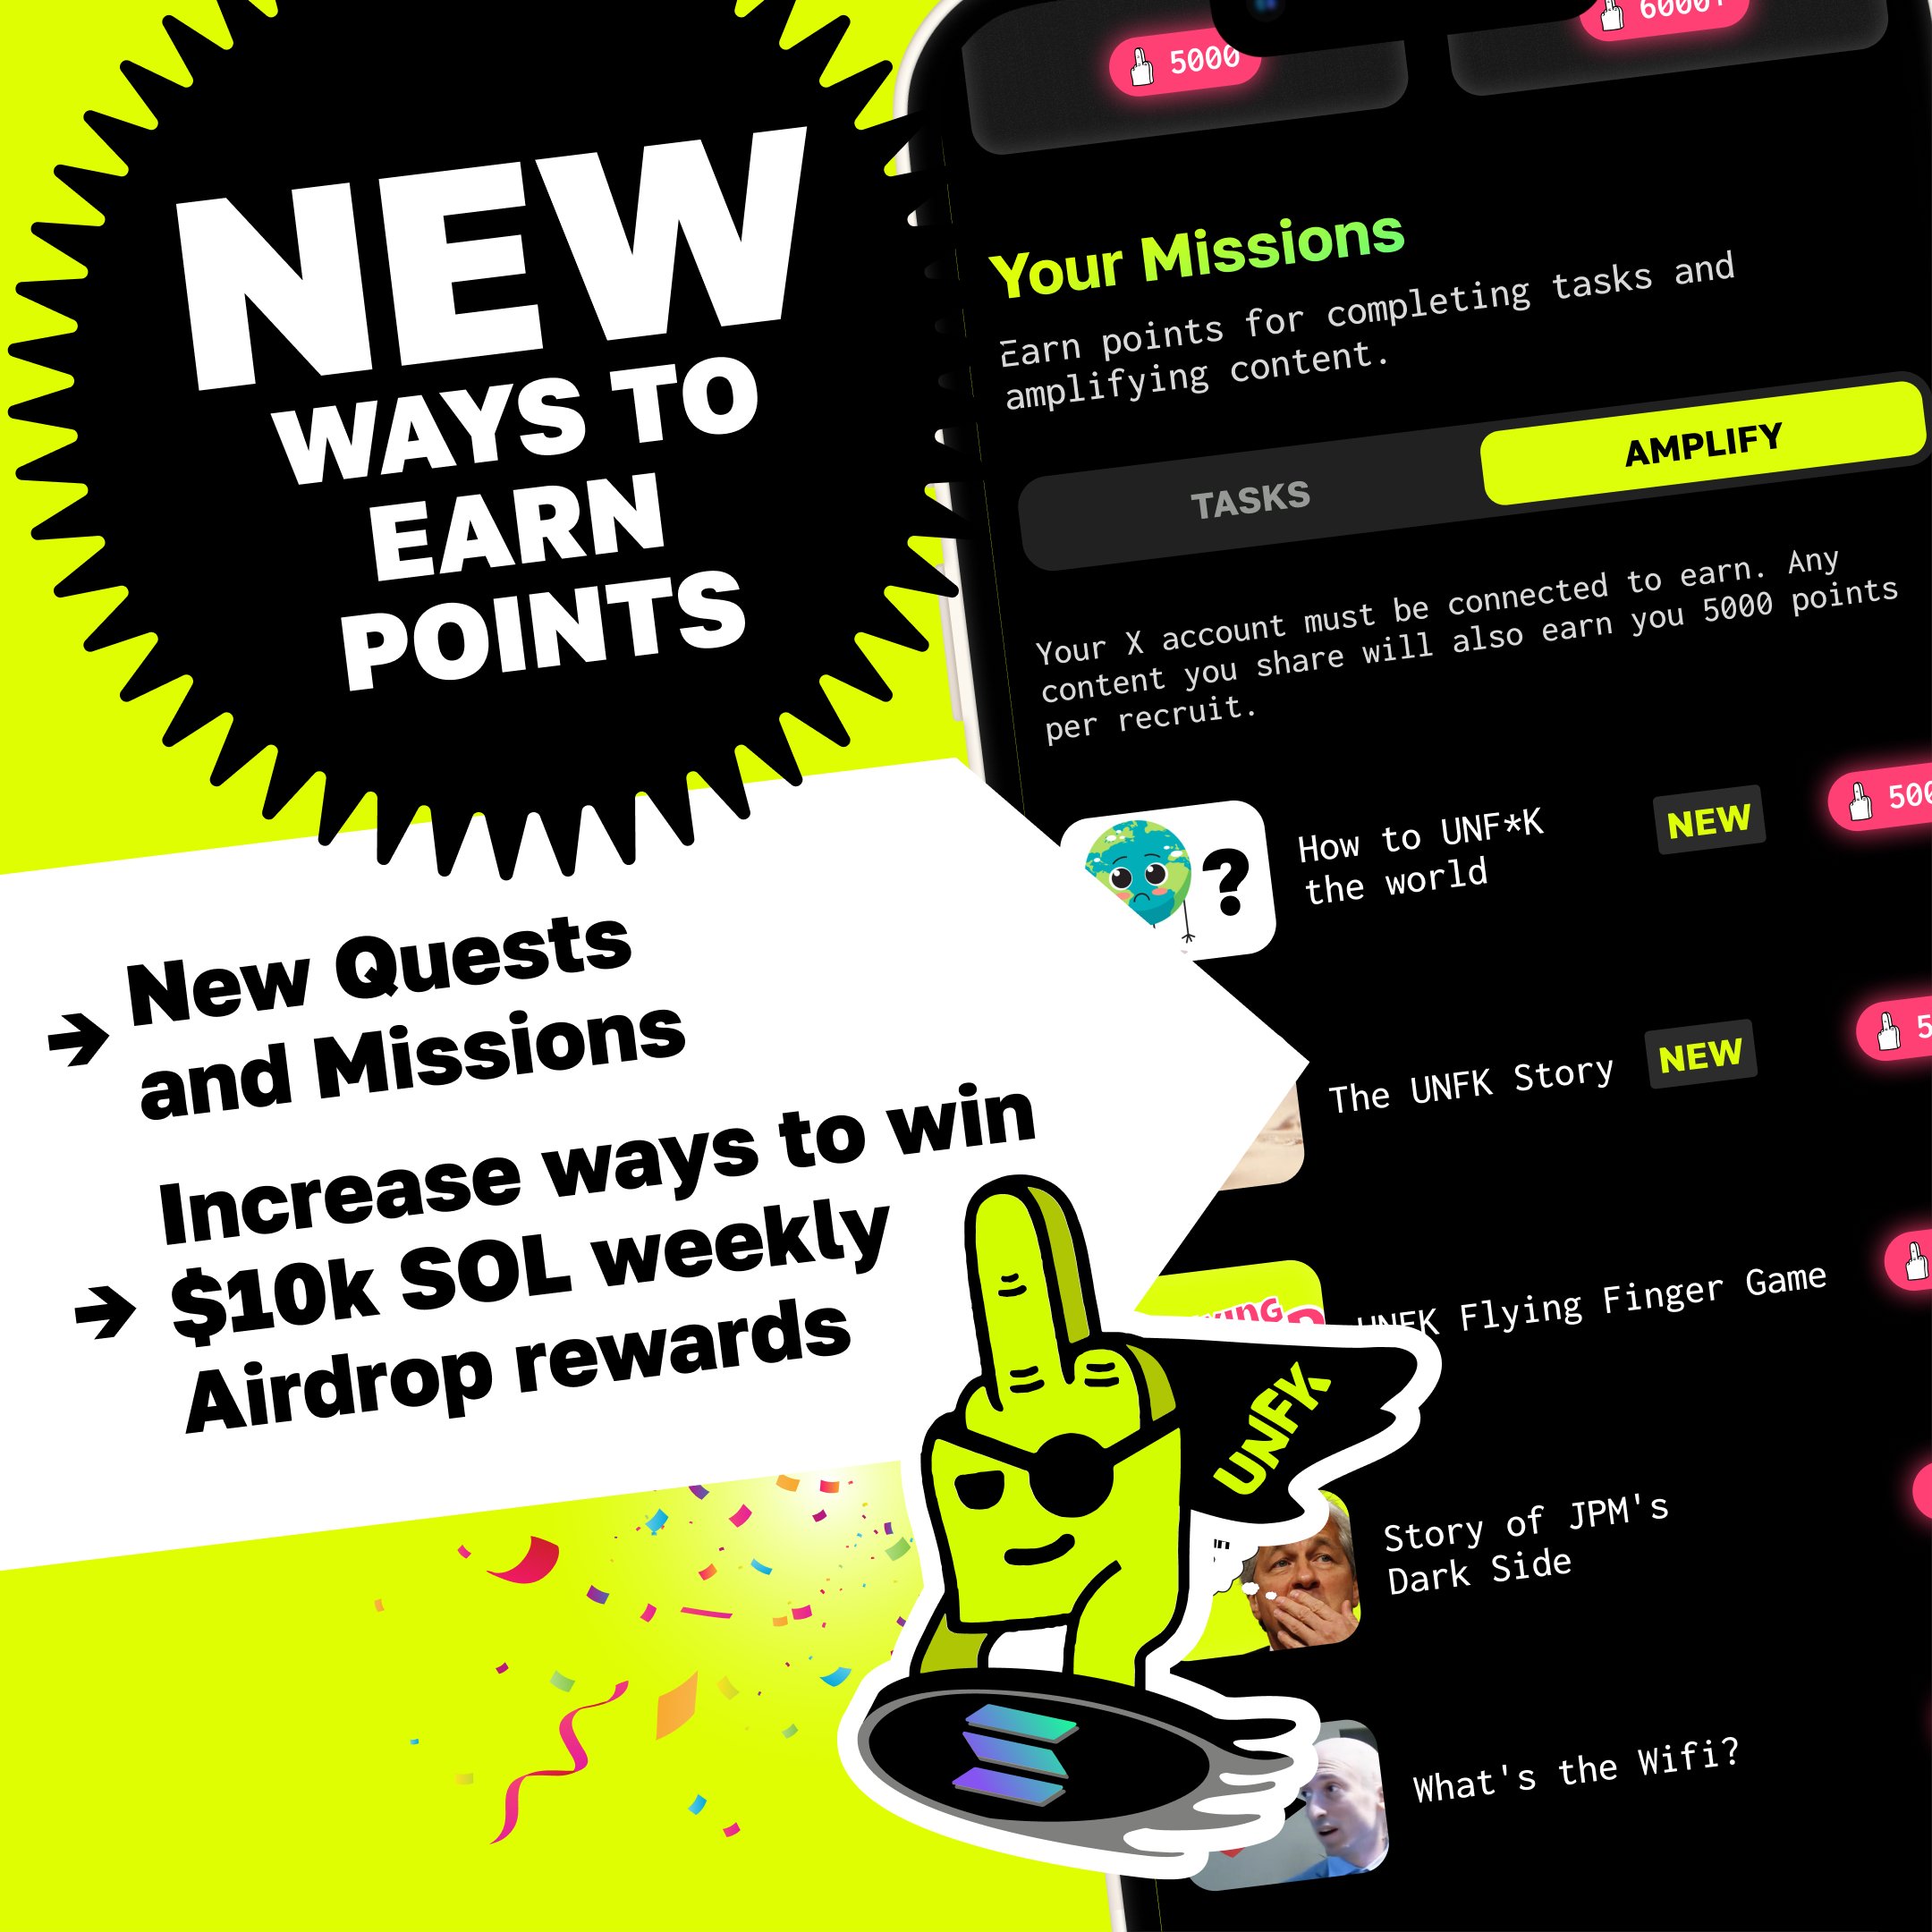 NEW
WAYS TO
EARN
POINTS
→ New Quests
and Missions
Increase ways to win
→ $10k SOL weekly
Airdrop rewards
5000
Your Missions
Earn points for completing tasks and
amplifying content.
TASKS
AMPLIFY
Your X account must be connected to earn. Any
content you share will also earn you 5000 points
per recruit.
?
How to UNF*K
the world
NEW
500
The UNFK Story
NEW
5
UNFK Flying Finger Game
UNFK
Story of JPM's
Dark Side
What's the Wifi?